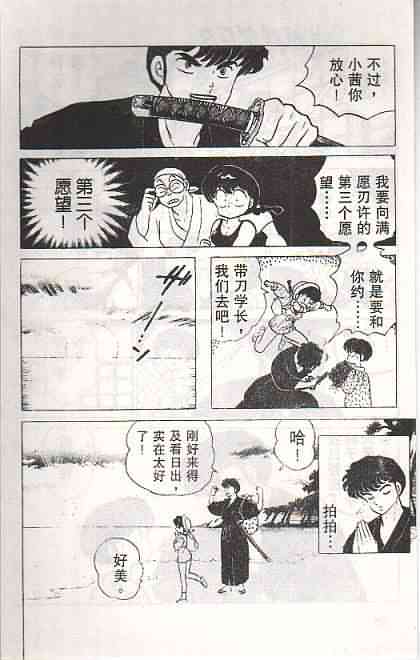 不过，
小茜你
放心！
我要向满
愿刃许的
第三个愿
望……
第三个
愿望！
就是要和
你约……
带刀学长，
我们去吧！
拍拍…
哈！
刚好来得
及看日出，
实在太好
了！
好美。